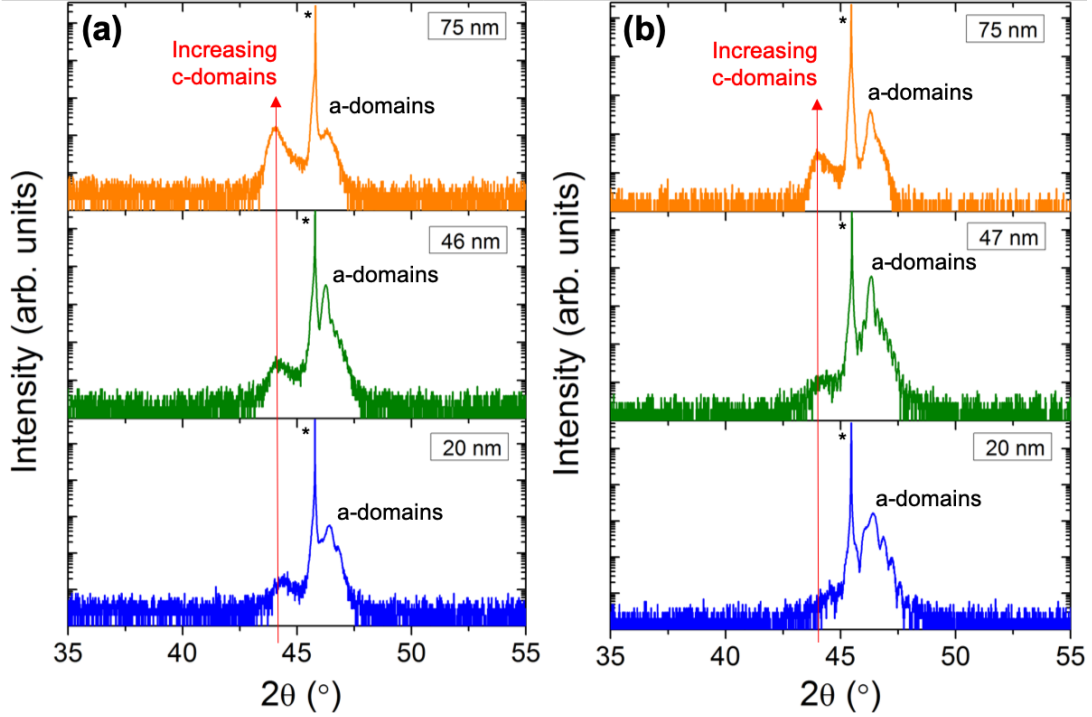 (a)
*
75 nm
Increasing
c-domains
a-domains
*
46 nm
a-domains
*
20 nm
a-domains
Intensity (arb. units)
35 40 45 50 55
2θ (°)
(b)
*
75 nm
Increasing
c-domains
a-domains
*
47 nm
a-domains
*
20 nm
a-domains
Intensity (arb. units)
35 40 45 50 55
2θ (°)